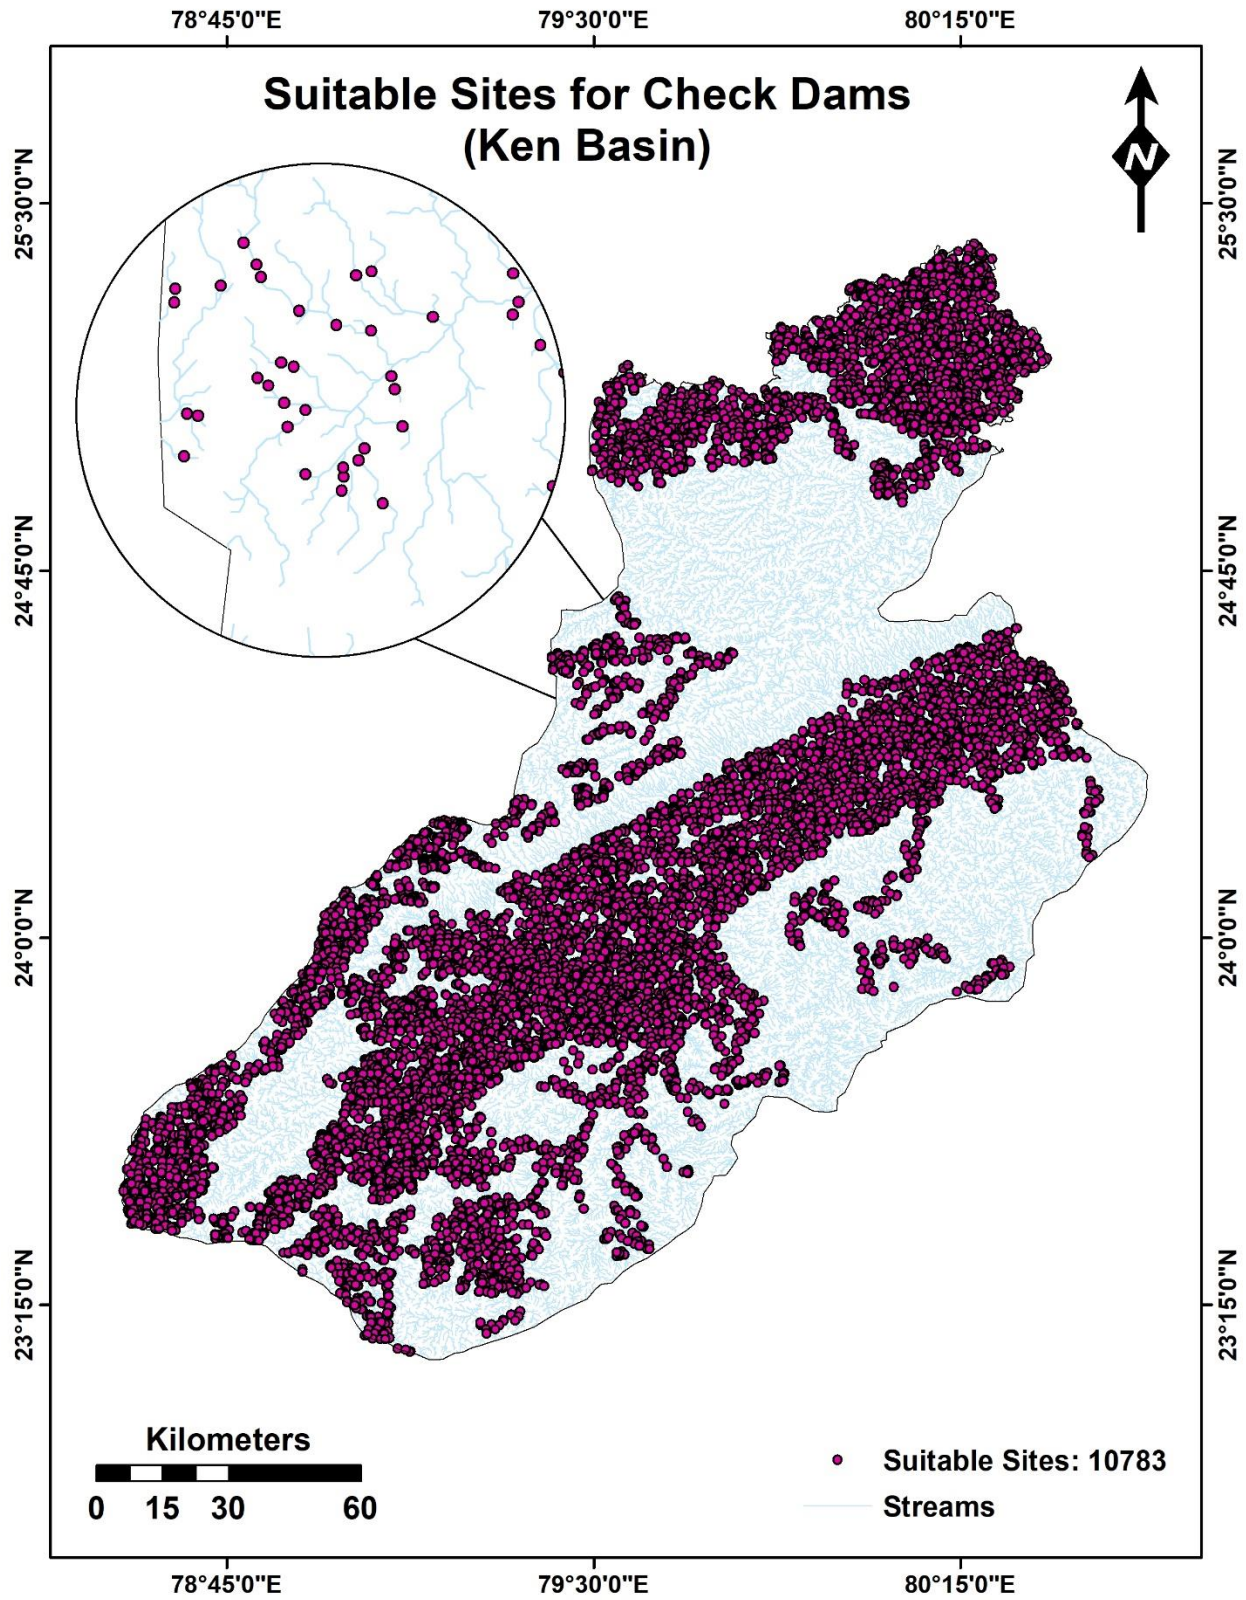 78°45'0"E 79°30'0"E 80°15'0"E
Suitable Sites for Check Dams
(Ken Basin)
N
25°30'0"N 25°30'0"N
24°45'0"N 24°45'0"N
24°0'0"N 24°0'0"N
23°15'0"N 23°15'0"N
Kilometers
0 15 30 60
Suitable Sites: 10783
Streams
78°45'0"E 79°30'0"E 80°15'0"E